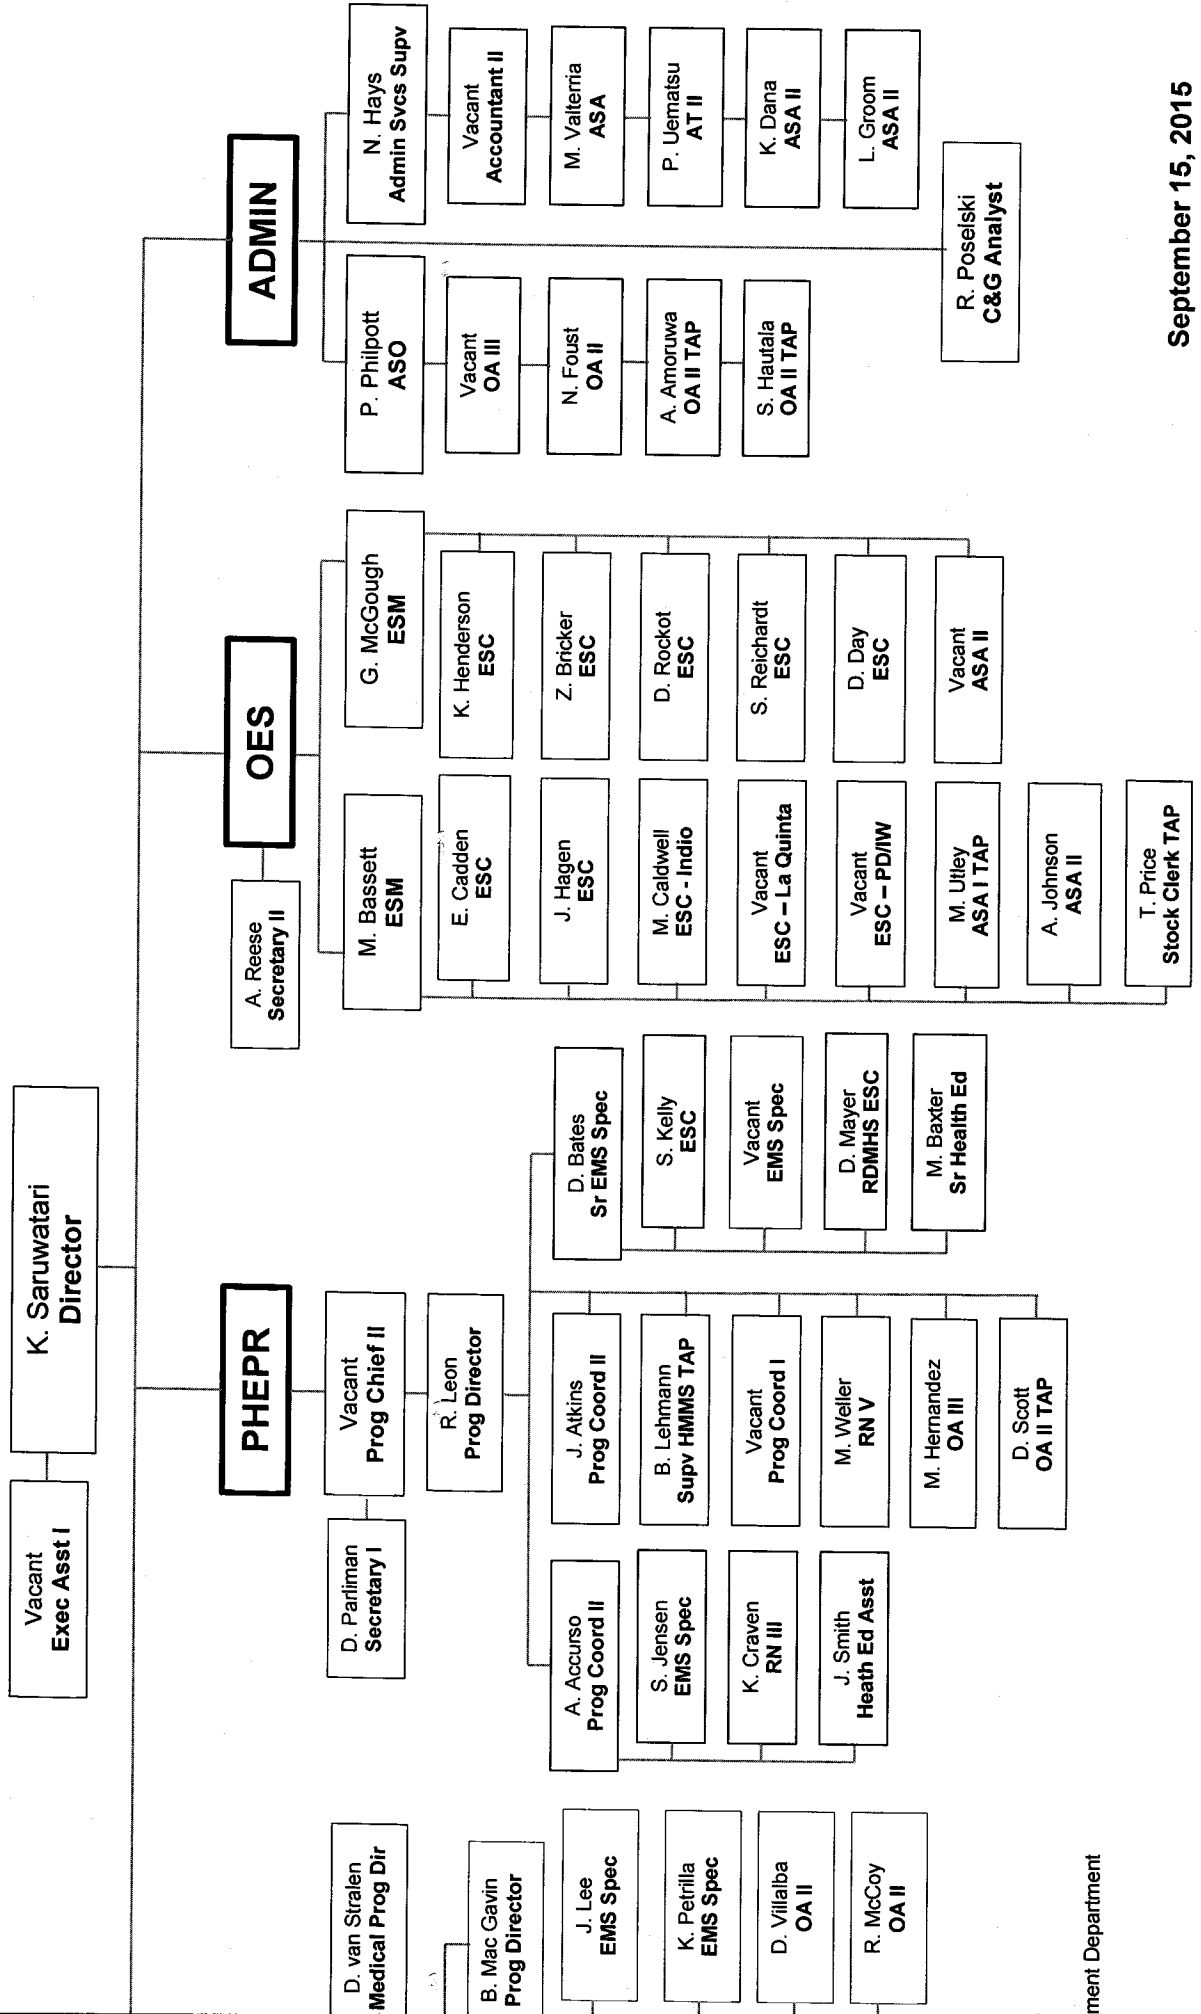 K. Saruwatari
Director
Vacant
Exec Asst I
D. van Stralen
Medical Prog Dir
B. Mac Gavin
Prog Director
J. Lee
EMS Spec
K. Petrilla
EMS Spec
D. Villalba
OA II
R. McCoy
OA II
PHEPR
Vacant
Prog Chief II
D. Parliman
Secretary I
R. Leon
Prog Director
A. Accurso
Prog Coord II
S. Jensen
EMS Spec
K. Craven
RN III
J. Smith
Heath Ed Asst
J. Atkins
Prog Coord II
B. Lehmann
Supv HMMS TAP
Vacant
Prog Coord I
M. Weller
RN V
M. Hernandez
OA III
D. Scott
OA II TAP
D. Bates
Sr EMS Spec
S. Kelly
ESC
Vacant
EMS Spec
D. Mayer
RDMHS ESC
M. Baxter
Sr Health Ed
OES
A. Reese
Secretary II
M. Bassett
ESM
E. Cadden
ESC
J. Hagen
ESC
M. Caldwell
ESC - Indio
Vacant
ESC – La Quinta
Vacant
ESC – PD/IW
M. Utley
ASA I TAP
A. Johnson
ASA II
T. Price
Stock Clerk TAP
G. McGough
ESM
K. Henderson
ESC
Z. Bricker
ESC
D. Rockot
ESC
S. Reichardt
ESC
D. Day
ESC
Vacant
ASA II
ADMIN
P. Philpott
ASO
Vacant
OA III
N. Foust
OA II
A. Amoruwa
OA II TAP
S. Hautala
OA II TAP
N. Hays
Admin Svcs Supv
Vacant
Accountant II
M. Valterria
ASA
P. Uematsu
AT II
K. Dana
ASA II
L. Groom
ASA II
R. Poselski
C&G Analyst
ment Department
September 15, 2015